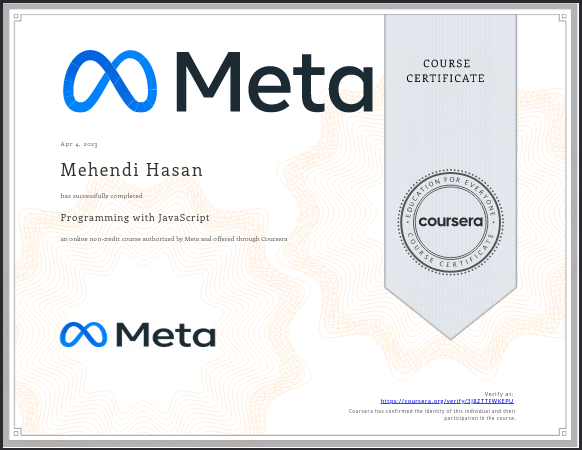 Meta
COURSE
CERTIFICATE
Apr 4, 2023
Mehendi Hasan
has successfully completed
Programming with JavaScript
an online non-credit course authorized by Meta and offered through Coursera
EDUCATION FOR EVERYONE
coursera
COURSE CERTIFICATE
Meta
Verify at:
https://coursera.org/verify/3J8ZTTFWKEPU
Coursera has confirmed the identity of this individual and their
participation in the course.